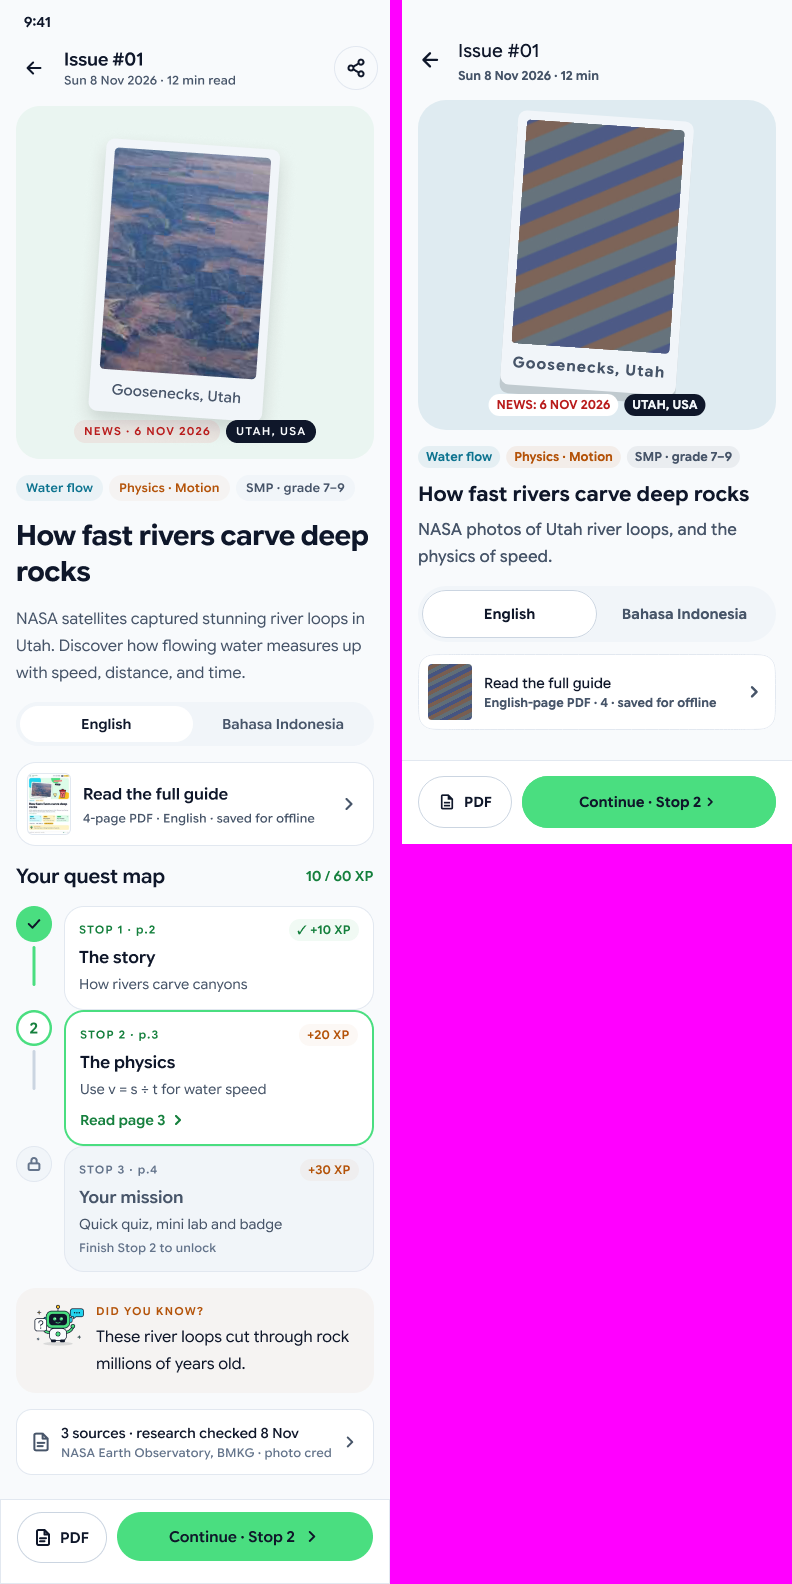 9:41
Issue #01
Sun 8 Nov 2026 · 12 min read
Goosenecks, Utah
NEWS · 6 NOV 2026
UTAH, USA
Water flow
Physics · Motion
SMP · grade 7–9
How fast rivers carve deep
rocks
NASA satellites captured stunning river loops in
Utah. Discover how flowing water measures up
with speed, distance, and time.
English
Bahasa Indonesia
Read the full guide
4-page PDF · English · saved for offline
Your quest map
10 / 60 XP
STOP 1 · p.2
✓ +10 XP
The story
How rivers carve canyons
2
STOP 2 · p.3
+20 XP
The physics
Use v = s ÷ t for water speed
Read page 3
STOP 3 · p.4
+30 XP
Your mission
Quick quiz, mini lab and badge
Finish Stop 2 to unlock
?
DID YOU KNOW?
These river loops cut through rock
millions of years old.
3 sources · research checked 8 Nov
NASA Earth Observatory, BMKG · photo cred
PDF
Continue · Stop 2
Issue #01
Sun 8 Nov 2026 · 12 min
Goosenecks, Utah
NEWS: 6 NOV 2026
UTAH, USA
Water flow
Physics · Motion
SMP · grade 7–9
How fast rivers carve deep rocks
NASA photos of Utah river loops, and the
physics of speed.
English
Bahasa Indonesia
Read the full guide
English-page PDF · 4 · saved for offline
PDF
Continue · Stop 2